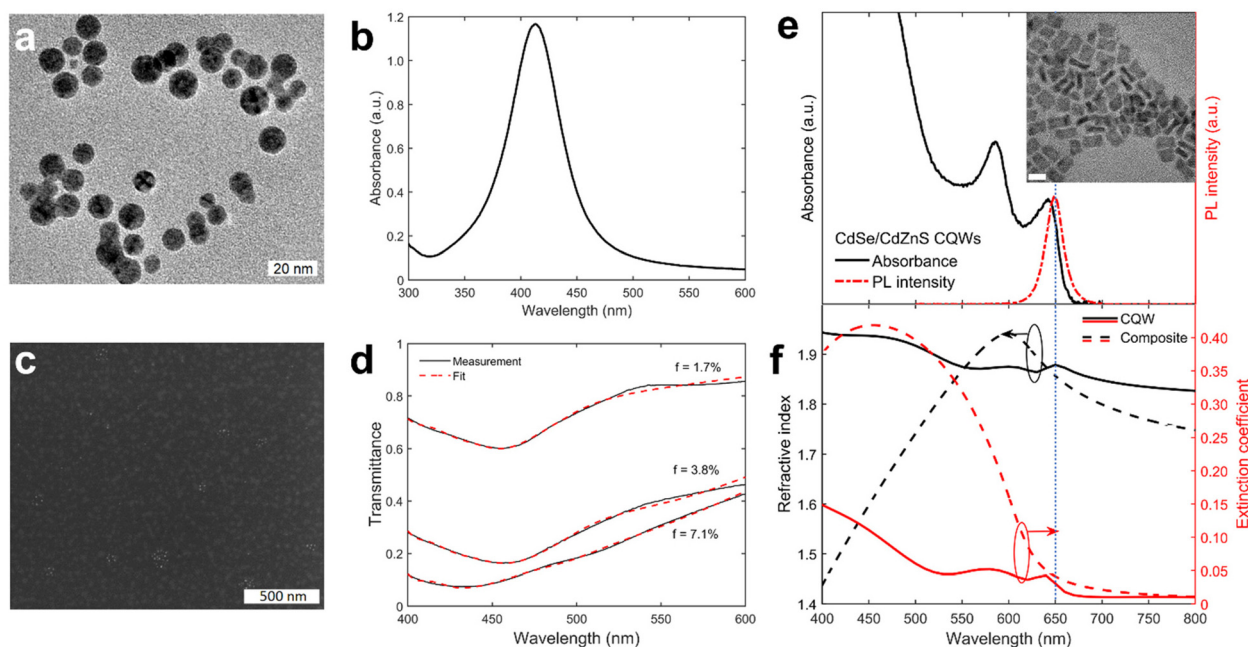 a
20 nm
b
Absorbance (a.u.)
1.2
1.0
0.8
0.6
0.4
0.2
0
300
350
400
450
500
550
600
Wavelength (nm)
c
500 nm
d
Transmittance
1
0.8
0.6
0.4
0.2
0
Measurement
Fit
f = 1.7%
f = 3.8%
f = 7.1%
400
450
500
550
600
Wavelength (nm)
e
Absorbance (a.u.)
PL intensity (a.u.)
CdSe/CdZnS CQWs
Absorbance
PL intensity
f
Refractive index
1.9
1.8
1.7
1.6
1.5
1.4
CQW
Composite
0.40
0.35
0.30
0.25
0.20
0.15
0.10
0.05
0
Extinction coefficient
400
450
500
550
600
650
700
750
800
Wavelength (nm)